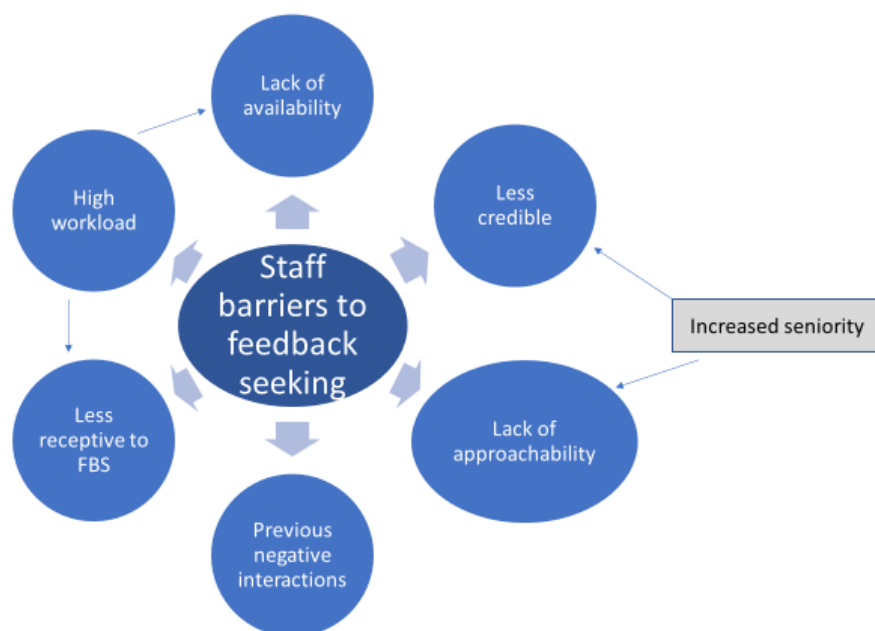 Lack of
availability
High
workload
Less
credible
Staff
barriers to
feedback
seeking
Increased seniority
Less
receptive to
FBS
Lack of
approachability
Previous
negative
interactions